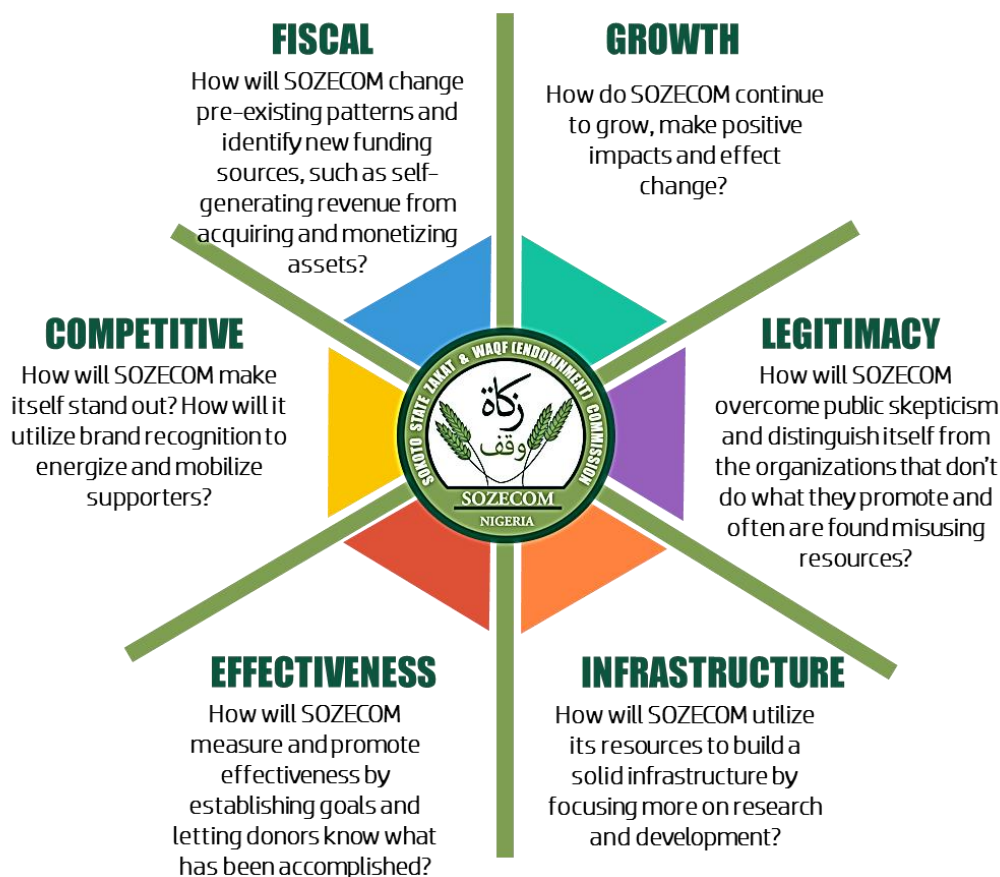 FISCAL
How will SOZECOM change
pre-existing patterns and
identify new funding
sources, such as self-
generating revenue from
acquiring and monetizing
assets?
GROWTH
How do SOZECOM continue
to grow, make positive
impacts and effect
change?
COMPETITIVE
How will SOZECOM make
itself stand out? How will it
utilize brand recognition to
energize and mobilize
supporters?
SOKOTO STATE ZAKAT & WAQF (ENDOWNMENT) COMMISSION
زكاة
وقف
SOZECOM
NIGERIA
LEGITIMACY
How will SOZECOM
overcome public skepticism
and distinguish itself from
the organizations that don't
do what they promote and
often are found misusing
resources?
EFFECTIVENESS
How will SOZECOM
measure and promote
effectiveness by
establishing goals and
letting donors know what
has been accomplished?
INFRASTRUCTURE
How will SOZECOM utilize
its resources to build a
solid infrastructure by
focusing more on research
and development?